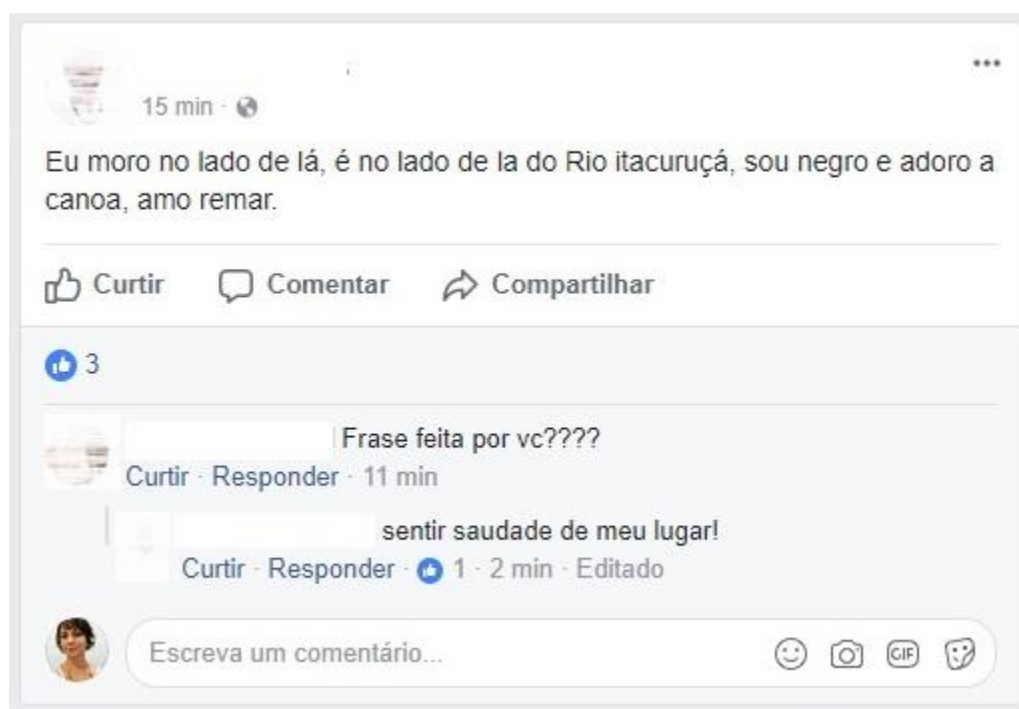 15 min ·
Eu moro no lado de lá, é no lado de la do Rio itacuruçá, sou negro e adoro a
canoa, amo remar.
Curtir Comentar Compartilhar
3
Frase feita por vc????
Curtir · Responder · 11 min
sentir saudade de meu lugar!
Curtir · Responder · 1 · 2 min · Editado
Escreva um comentário... GIF